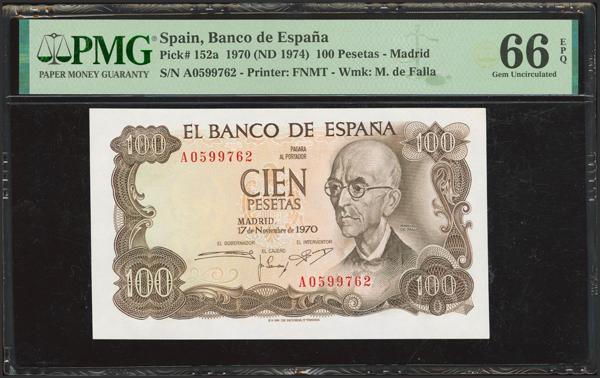 PMG
PAPER MONEY GUARANTY
Spain, Banco de España
Pick# 152a 1970 (ND 1974) 100 Pesetas - Madrid
S/N A0599762 - Printer: FNMT - Wmk: M. de Falla
66 EPQ
Gem Uncirculated
100
EL BANCO DE ESPAÑA
100
A0599762
PAGARA
AL PORTADOR
CIEN
PESETAS
MADRID,
17 de Noviembre de 1970
EL GOBERNADOR
EL INTERVENTOR
EL CAJERO
A0599762
100
100